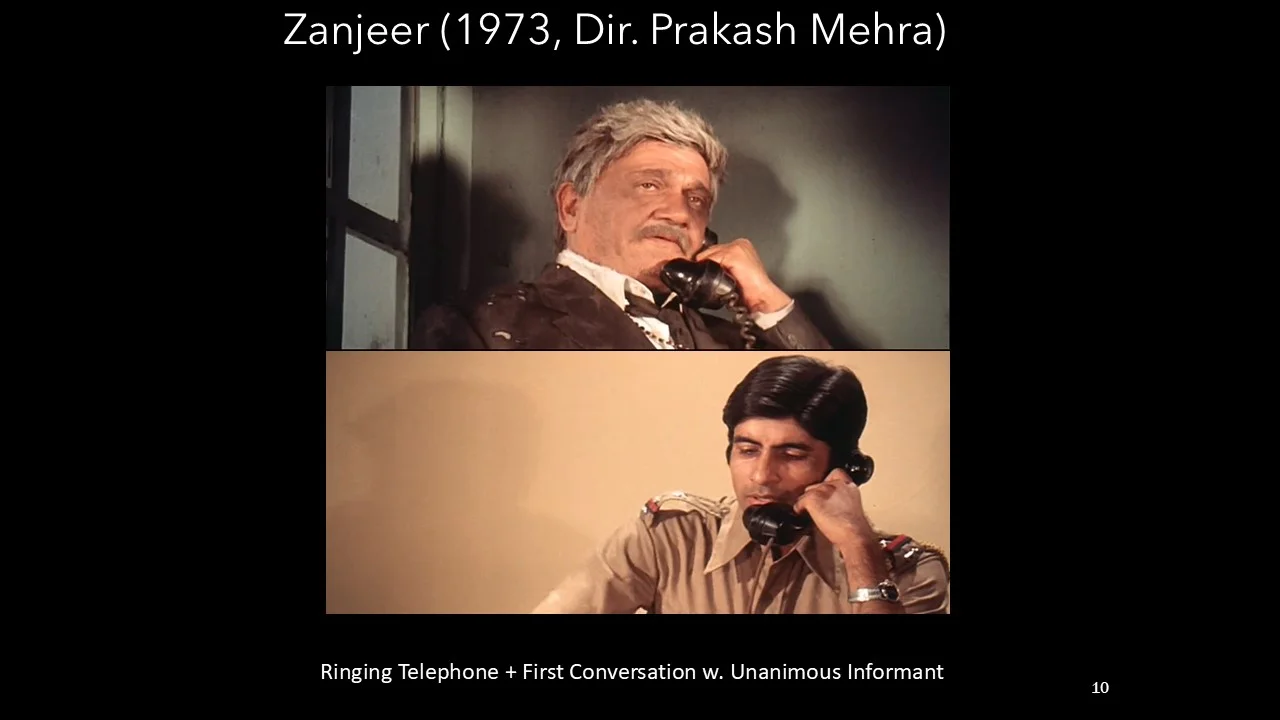 Zanjeer (1973, Dir. Prakash Mehra)
Ringing Telephone + First Conversation w. Unanimous Informant
10